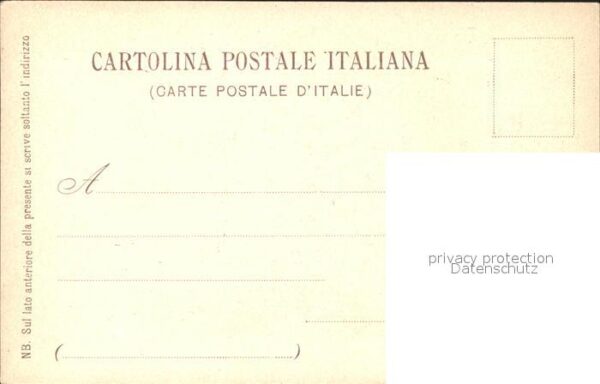 CARTOLINA POSTALE ITALIANA
(CARTE POSTALE D'ITALIE)
A
NB. Sul lato anteriore della presente si scrive soltanto l'indirizzo
privacy protection
Datenschutz